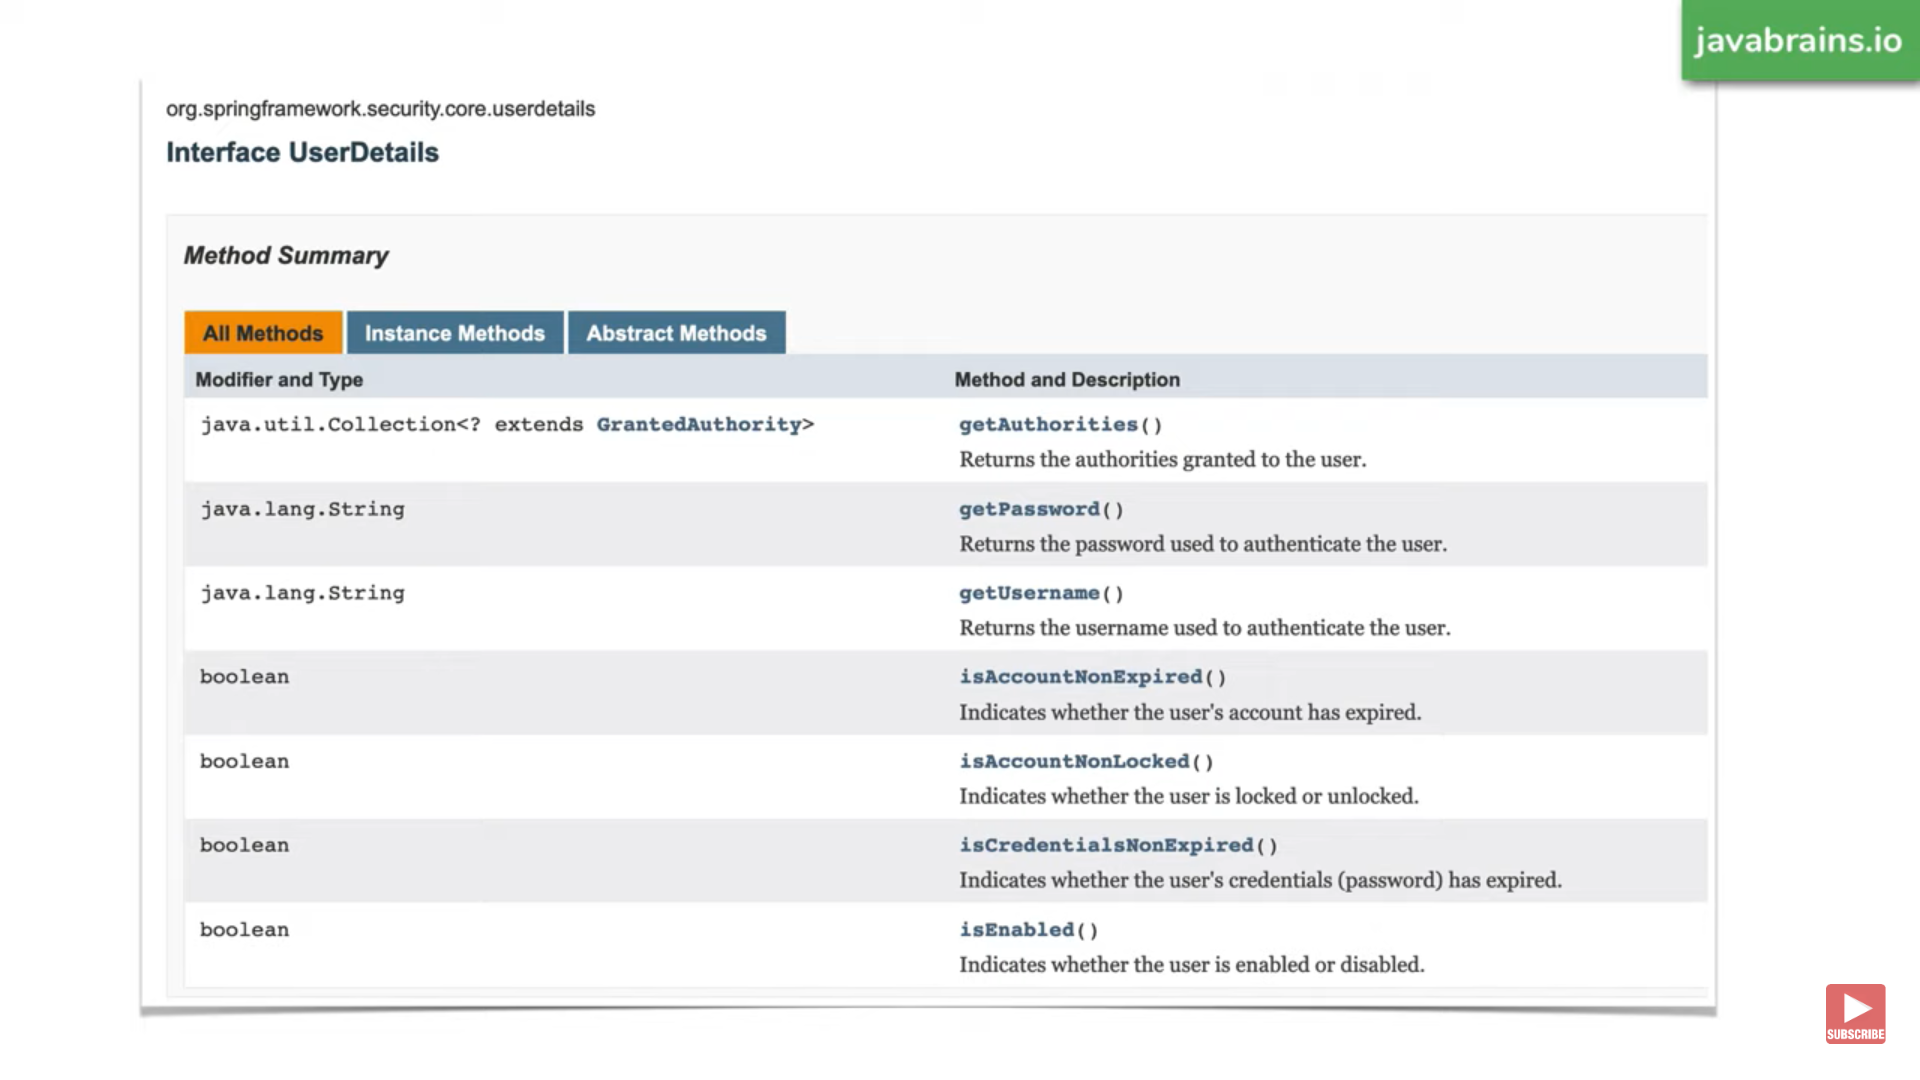 javabrains.io
org.springframework.security.core.userdetails
Interface UserDetails
Method Summary
All Methods Instance Methods Abstract Methods
Modifier and Type Method and Description
java.util.Collection<? extends GrantedAuthority> getAuthorities()
Returns the authorities granted to the user.
java.lang.String getPassword()
Returns the password used to authenticate the user.
java.lang.String getUsername()
Returns the username used to authenticate the user.
boolean isAccountNonExpired()
Indicates whether the user's account has expired.
boolean isAccountNonLocked()
Indicates whether the user is locked or unlocked.
boolean isCredentialsNonExpired()
Indicates whether the user's credentials (password) has expired.
boolean isEnabled()
Indicates whether the user is enabled or disabled.
SUBSCRIBE